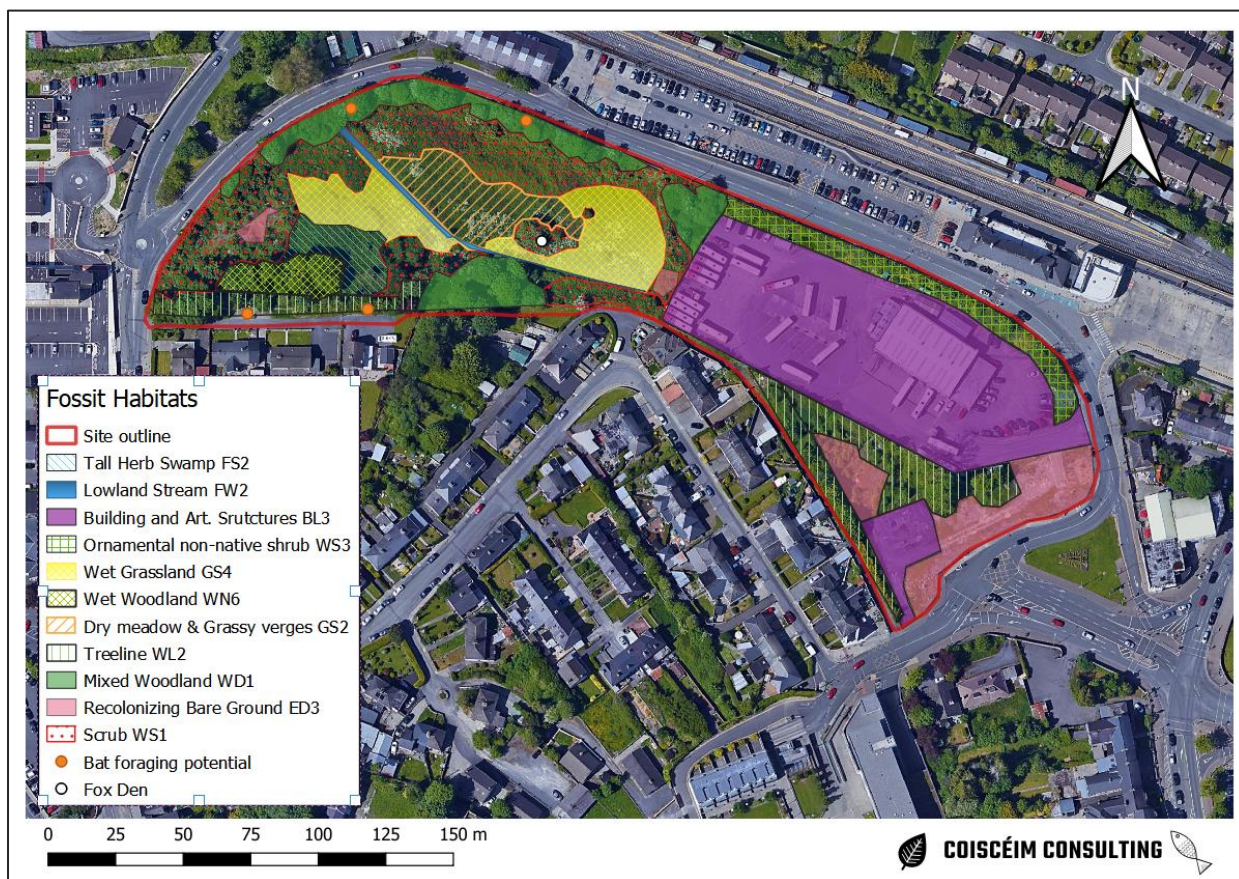 N
Fossit Habitats
Site outline
Tall Herb Swamp FS2
Lowland Stream FW2
Building and Art. Srutctures BL3
Ornamental non-native shrub WS3
Wet Grassland GS4
Wet Woodland WN6
Dry meadow & Grassy verges GS2
Treeline WL2
Mixed Woodland WD1
Recolonizing Bare Ground ED3
Scrub WS1
Bat foraging potential
Fox Den
0 25 50 75 100 125 150 m
COISCÉIM CONSULTING